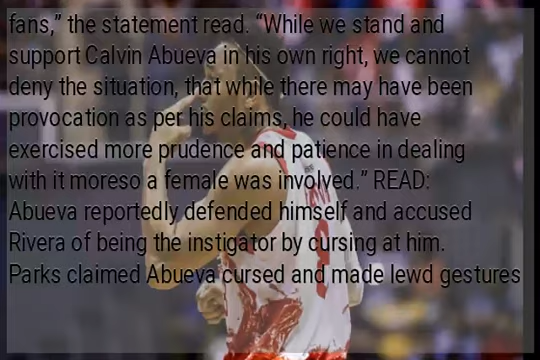 fans,” the statement read. “While we stand and
support Calvin Abueva in his own right, we cannot
deny the situation, that while there may have been
provocation as per his claims, he could have
exercised more prudence and patience in dealing
with it moreso a female was involved.” READ:
Abueva reportedly defended himself and accused
Rivera of being the instigator by cursing at him.
Parks claimed Abueva cursed and made lewd gestures